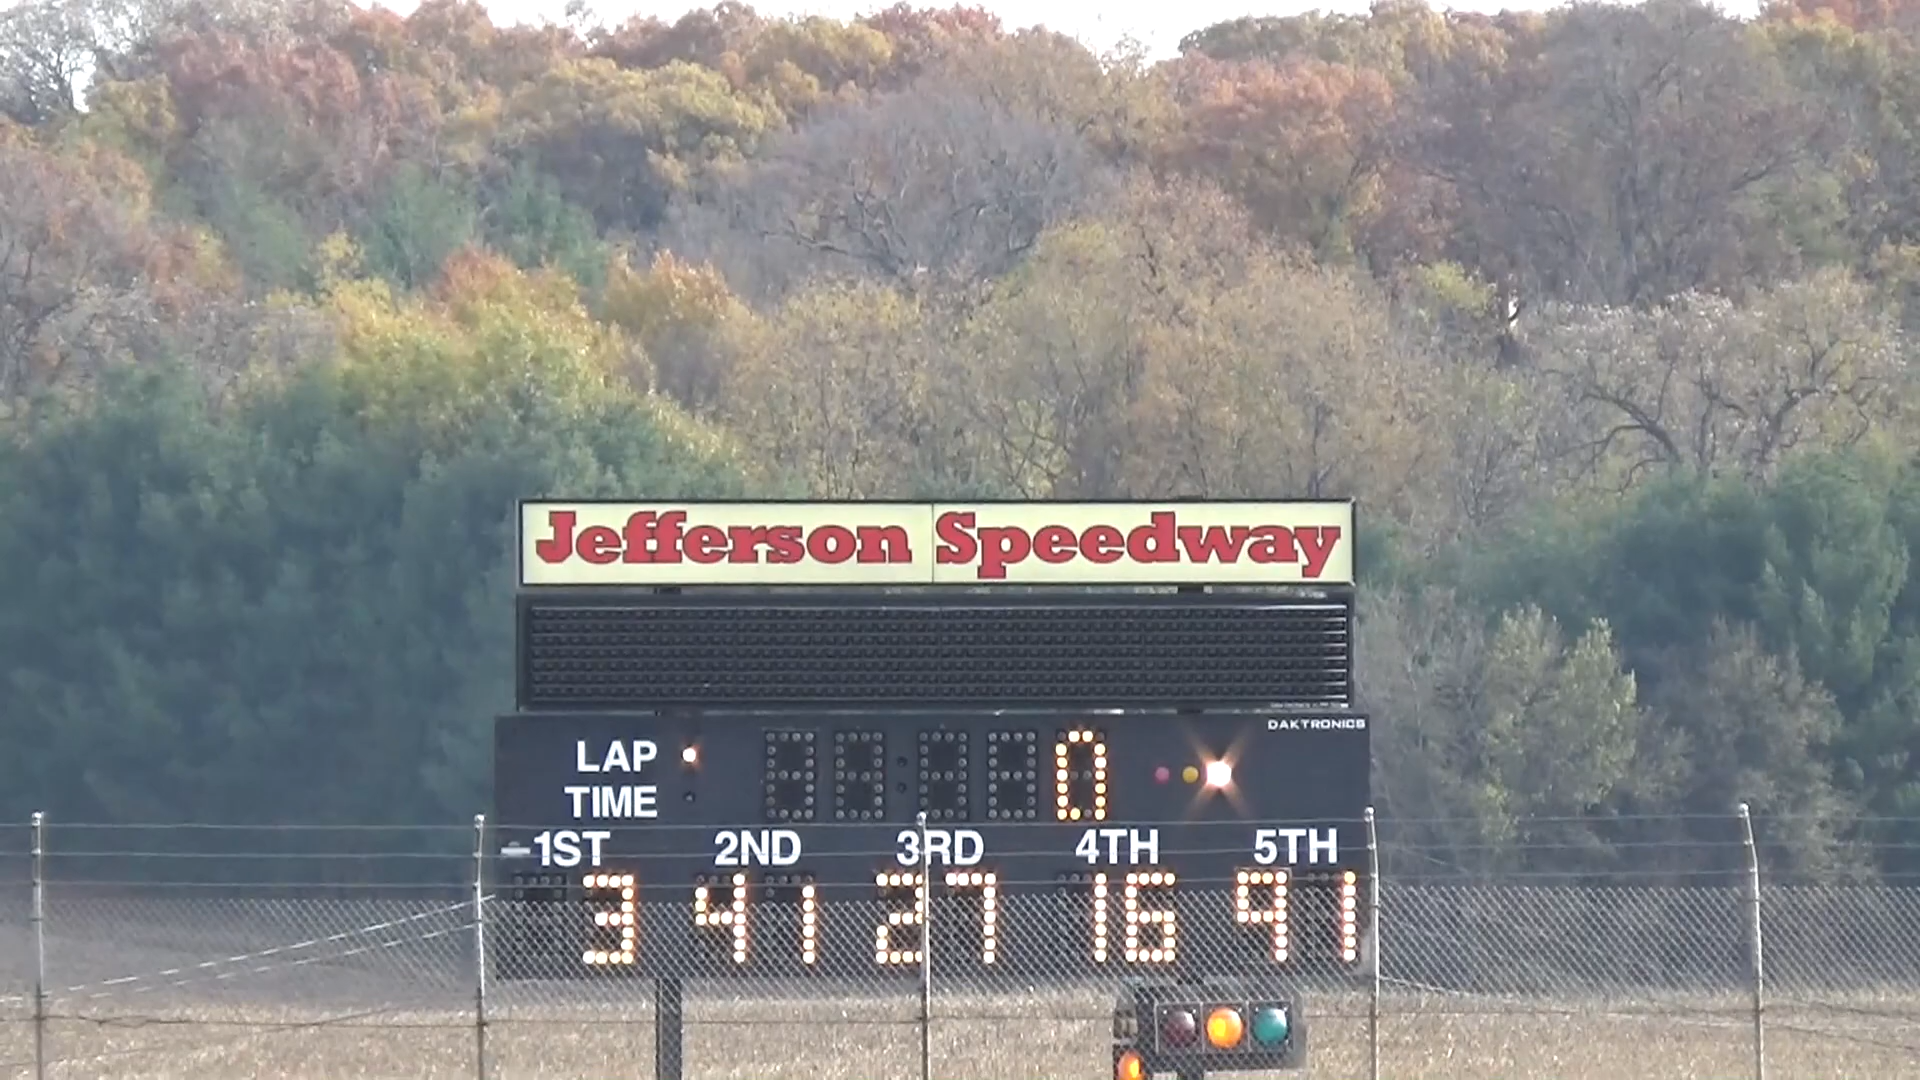 Jefferson Speedway
DAKTRONICS
LAP 0
TIME
1ST 2ND 3RD 4TH 5TH
3 41 27 16 91